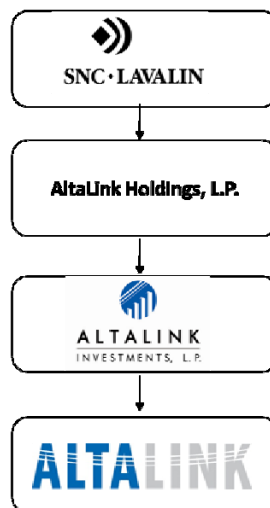 SNC·LAVALIN
AltaLink Holdings, L.P.
ALTALINK
INVESTMENTS, L.P.
ALTALINK